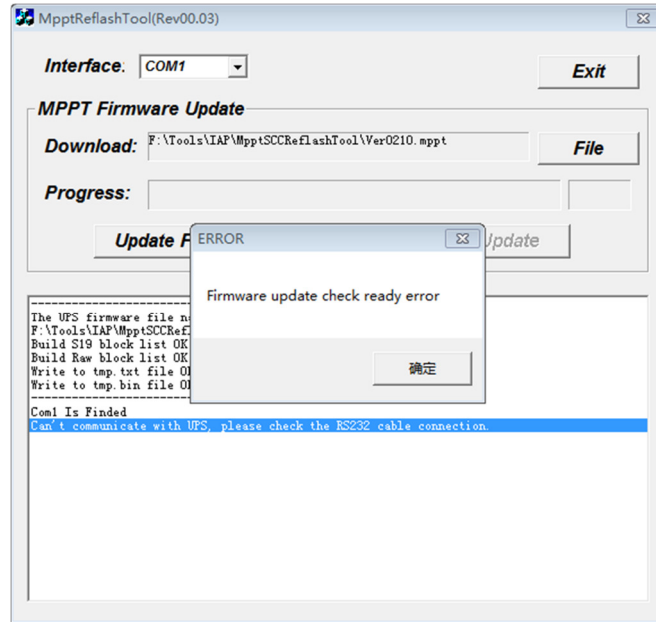 MpptReflashTool(Rev00.03)
Interface: COM1
Exit
MPPT Firmware Update
Download: F:\Tools\IAP\MpptSCCReflashTool\Ver0210.mppt
File
Progress:
Update
Update
ERROR
Firmware update check ready error
确定
The UPS firmware file
F:\Tools\IAP\MpptSCCRefl
Build S19 block list OK
Build Raw block list OK
Write to tmp.txt file
Write to tmp.bin file
Com1 Is Finded
Can't communicate with UPS, please check the RS232 cable connection.